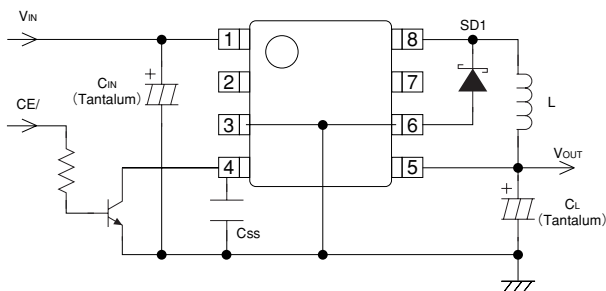 VIN
CIN
(Tantalum)
CE/
1
2
3
4
8
7
6
5
SD1
L
VOUT
CL
(Tantalum)
CSS